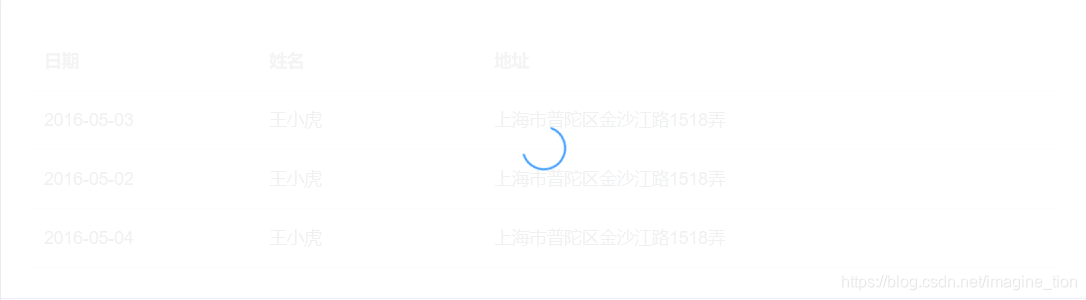 日期 姓名 地址
2016-05-03 王小虎 上海市普陀区金沙江路1518弄
2016-05-02 王小虎 上海市普陀区金沙江路1518弄
2016-05-04 王小虎 上海市普陀区金沙江路1518弄
https://blog.csdn.net/imagine_tion